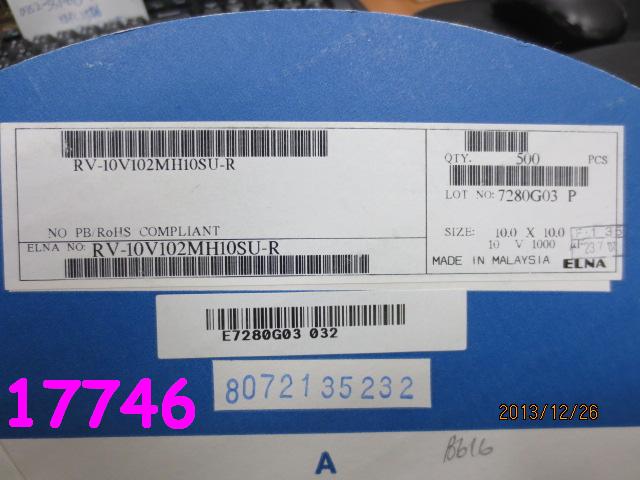 RV-10V102MH10SU-R
NO PB/RoHS COMPLIANT
ELNA NO: RV-10V102MH10SU-R
QTY. 500 PCS
LOT NO: 7280G03 P
SIZE: 10.0 X 10.0
10 V 1000
MADE IN MALAYSIA ELNA
E7280G03 032
17746
8072135232
2013/12/26
A
B616